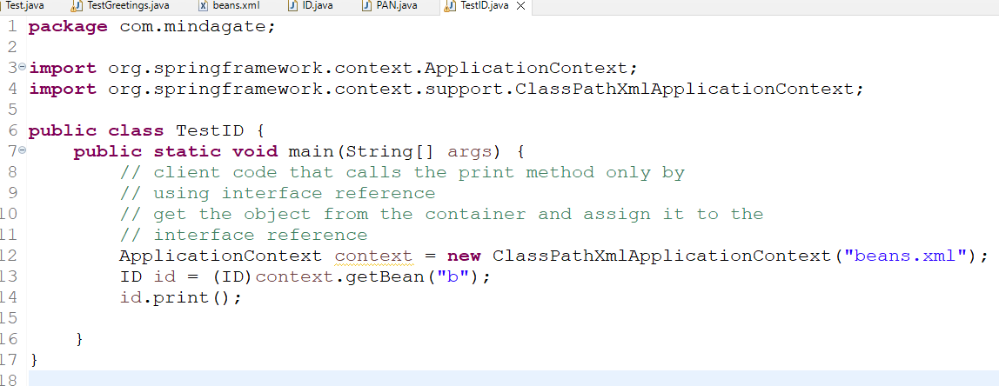 Test.java TestGreetings.java beans.xml ID.java PAN.java TestID.java
1 package com.mindagate;
2
3 import org.springframework.context.ApplicationContext;
4 import org.springframework.context.support.ClassPathXmlApplicationContext;
5
6 public class TestID {
7     public static void main(String[] args) {
8         // client code that calls the print method only by
9         // using interface reference
10         // get the object from the container and assign it to the
11         // interface reference
12         ApplicationContext context = new ClassPathXmlApplicationContext("beans.xml");
13         ID id = (ID)context.getBean("b");
14         id.print();
15
16     }
17 }
18